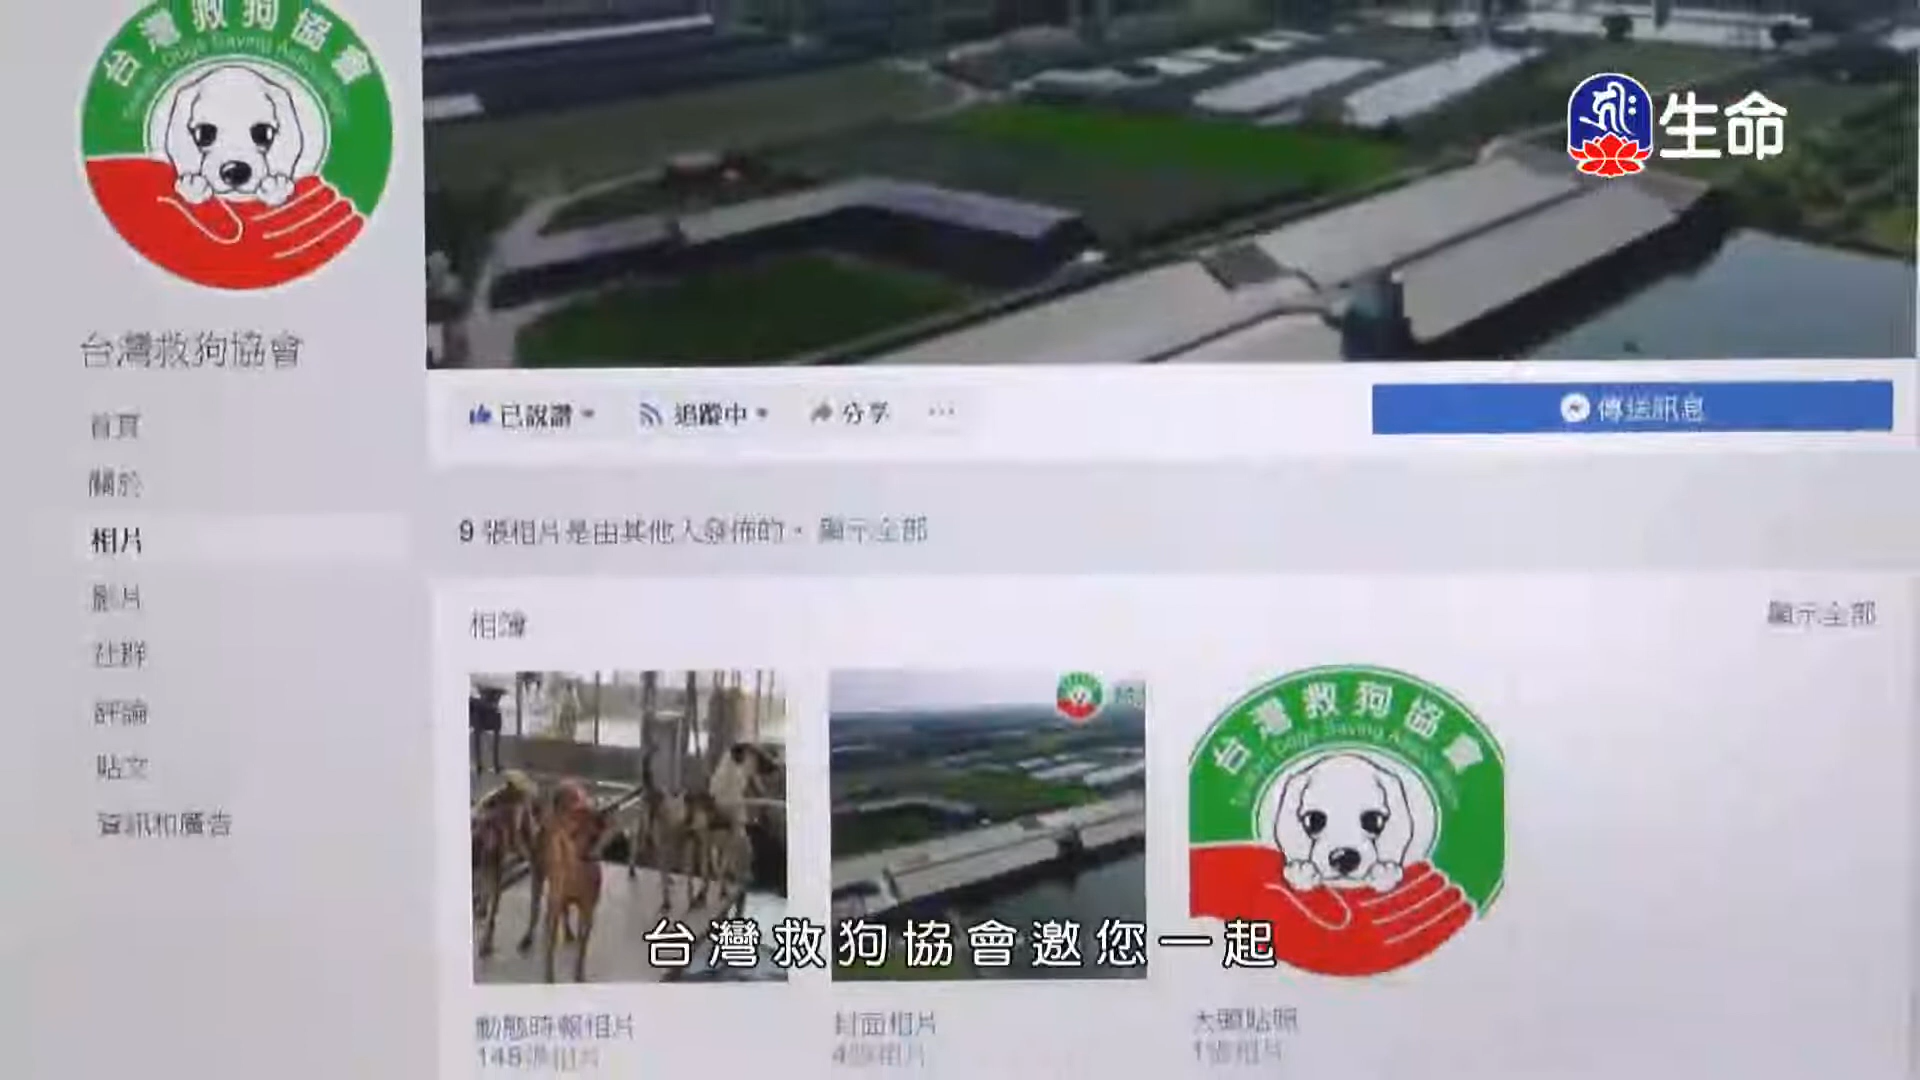 台灣救狗協會
生命
台灣救狗協會
已說讚
追蹤中
分享
傳送訊息
首頁
關於
相片
影片
社群
評論
貼文
資訊和廣告
9 張相片是由其他人發佈的。 顯示全部
相簿
顯示全部
台灣救狗協會
台灣救狗協會邀您一起
動態時報相片
封面相片
4張相片
大頭貼照
1張相片